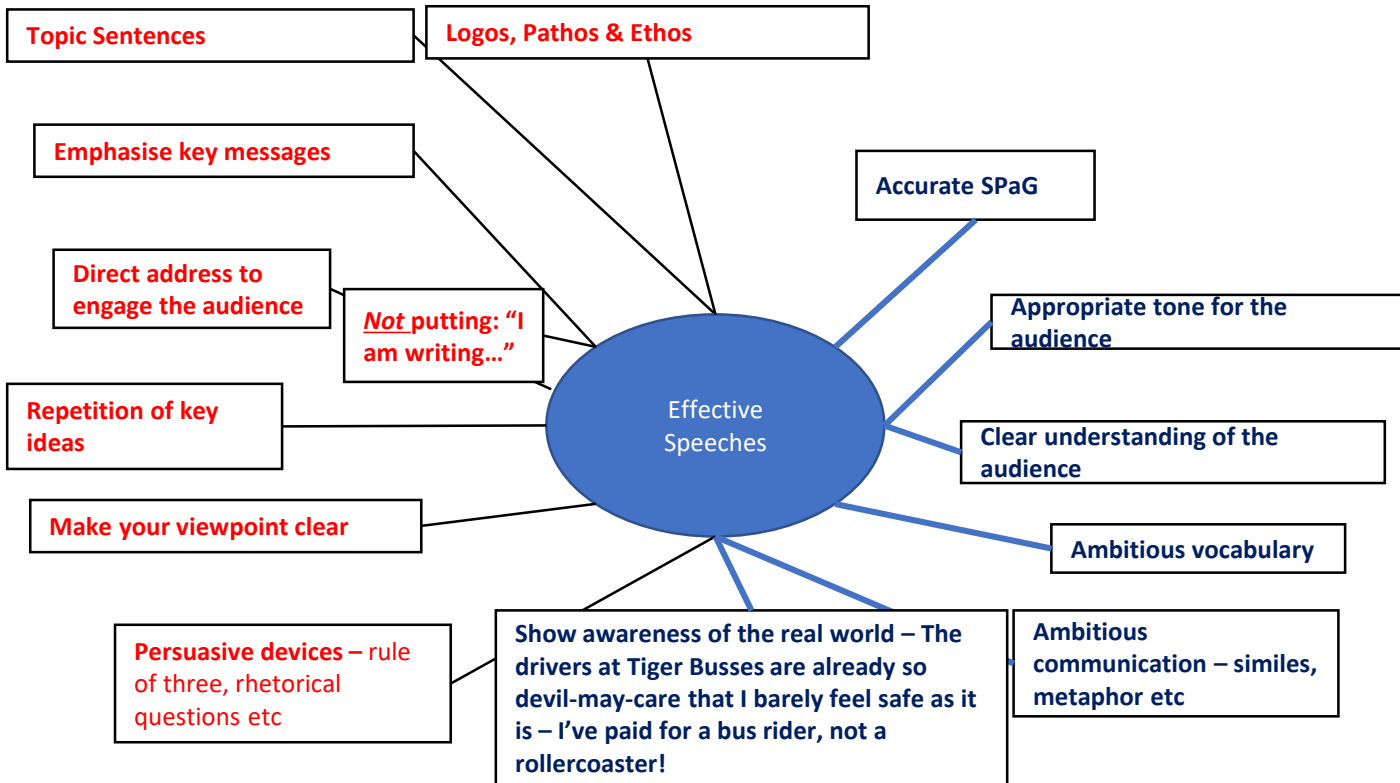 Topic Sentences
Logos, Pathos & Ethos
Emphasise key messages
Accurate SPaG
Direct address to
engage the audience
Not putting: “I
am writing…”
Appropriate tone for the
audience
Repetition of key
ideas
Effective
Speeches
Clear understanding of the
audience
Make your viewpoint clear
Ambitious vocabulary
Persuasive devices – rule
of three, rhetorical
questions etc
Show awareness of the real world – The
drivers at Tiger Busses are already so
devil-may-care that I barely feel safe as it
is – I’ve paid for a bus rider, not a
rollercoaster!
Ambitious
communication – similes,
metaphor etc